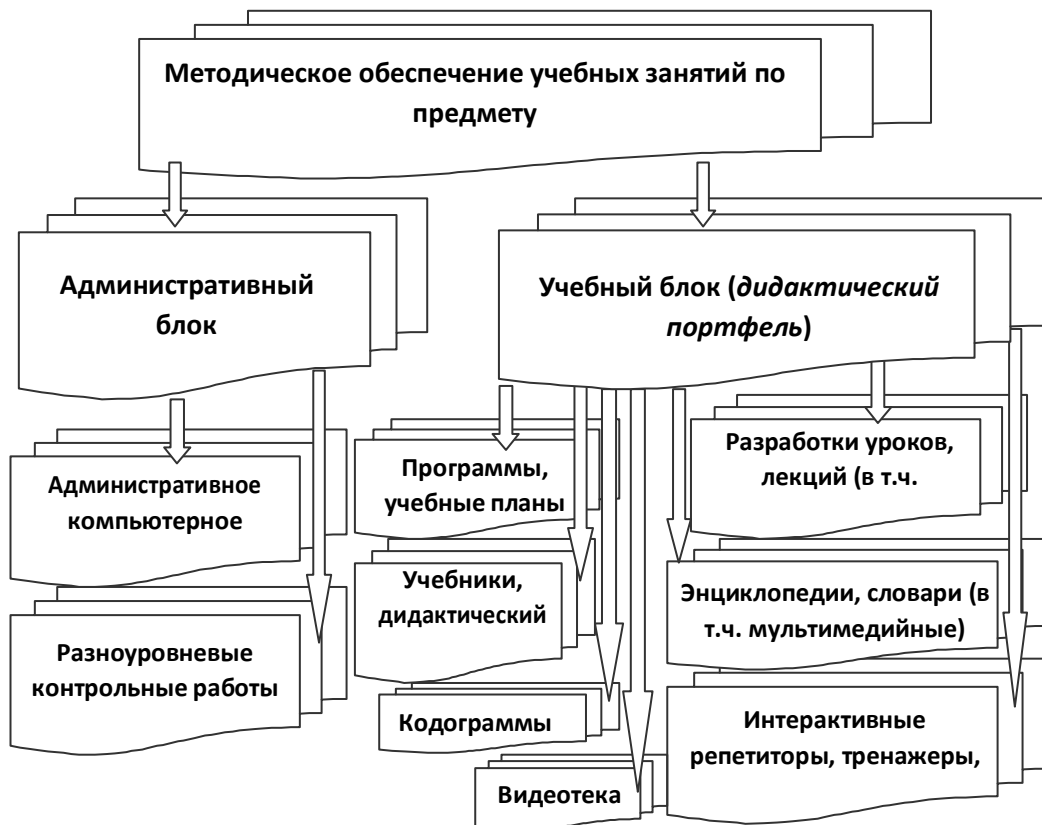 Методическое обеспечение учебных занятий по
предмету
Административный
блок
Учебный блок (дидактический
портфель)
Административное
компьютерное
Разноуровневые
контрольные работы
Программы,
учебные планы
Учебники,
дидактический
Кодограммы
Видеотека
Разработки уроков,
лекций (в т.ч.
Энциклопедии, словари (в
т.ч. мультимедийные)
Интерактивные
репетиторы, тренажеры,